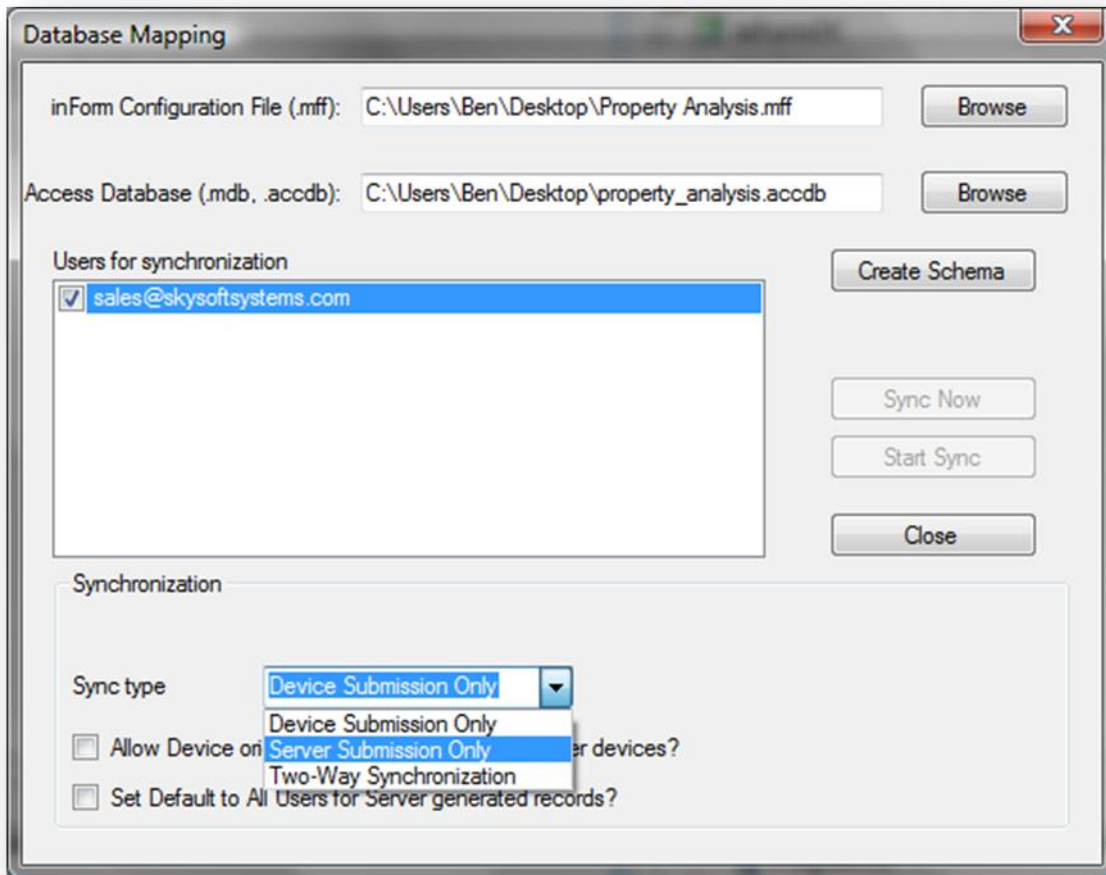 Database Mapping
inForm Configuration File (.mff): C:\Users\Ben\Desktop\Property Analysis.mff Browse
Access Database (.mdb, .accdb): C:\Users\Ben\Desktop\property_analysis.accdb Browse
Users for synchronization
Create Schema
sales@skysoftsystems.com
Sync Now
Start Sync
Close
Synchronization
Sync type Device Submission Only
Device Submission Only
Allow Device ori
Server Submission Only
er devices?
Two-Way Synchronization
Set Default to All Users for Server generated records?